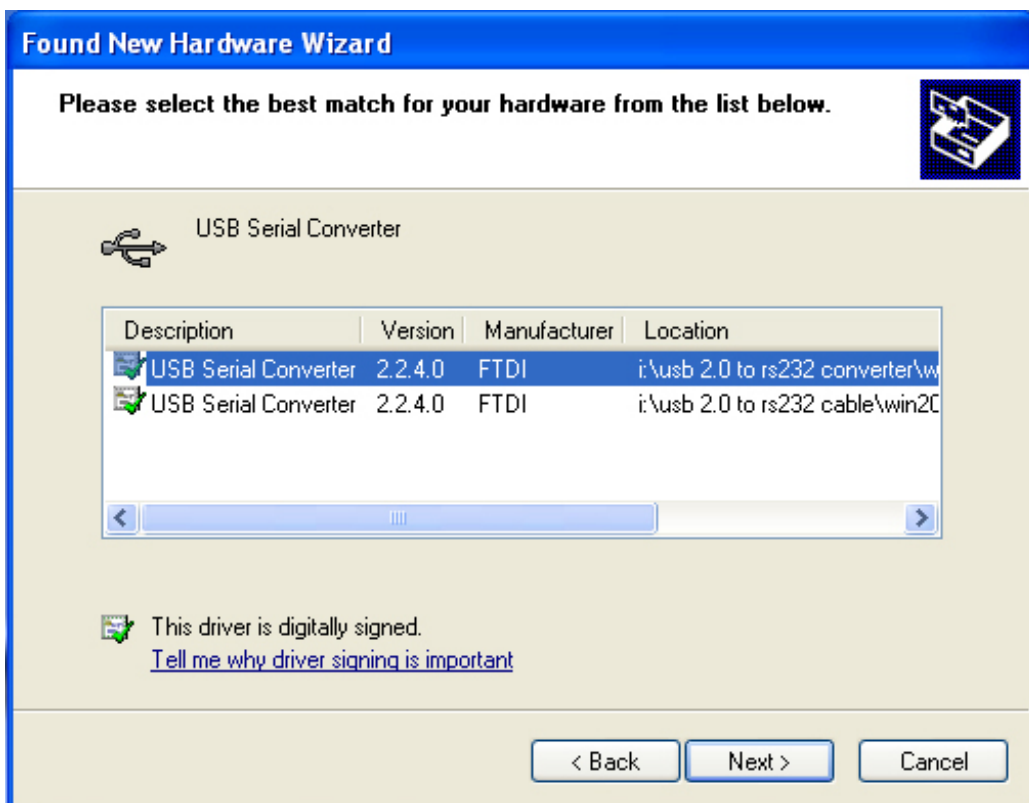 Found New Hardware Wizard
Please select the best match for your hardware from the list below.
USB Serial Converter
Description Version Manufacturer Location
USB Serial Converter 2.2.4.0 FTDI i:\usb 2.0 to rs232 converter\w
USB Serial Converter 2.2.4.0 FTDI i:\usb 2.0 to rs232 cable\win20
This driver is digitally signed.
Tell me why driver signing is important
< Back Next > Cancel